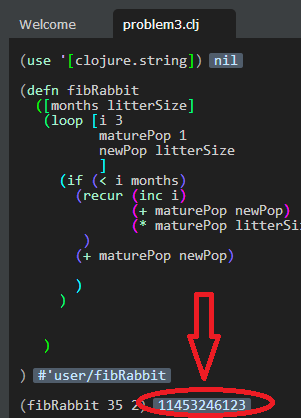 Welcome problem3.clj
(use '[clojure.string]) nil
(defn fibRabbit
([months litterSize]
(loop [i 3
maturePop 1
newPop litterSize
]
(if (< i months)
(recur (inc i)
(+ maturePop newPop)
(* maturePop litterSiz
)
(+ maturePop newPop)
)
)
)
) #'user/fibRabbit
(fibRabbit 35 2) 11453246123